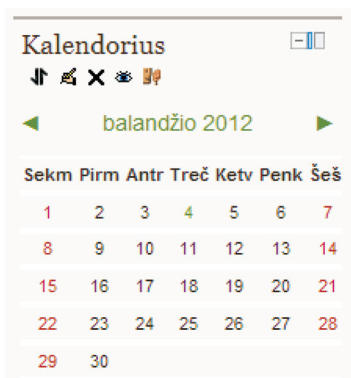 Kalendorius
◄ balandžio 2012 ►
Sekm Pirm Antr Treč Ketv Penk Šeš
1 2 3 4 5 6 7
8 9 10 11 12 13 14
15 16 17 18 19 20 21
22 23 24 25 26 27 28
29 30